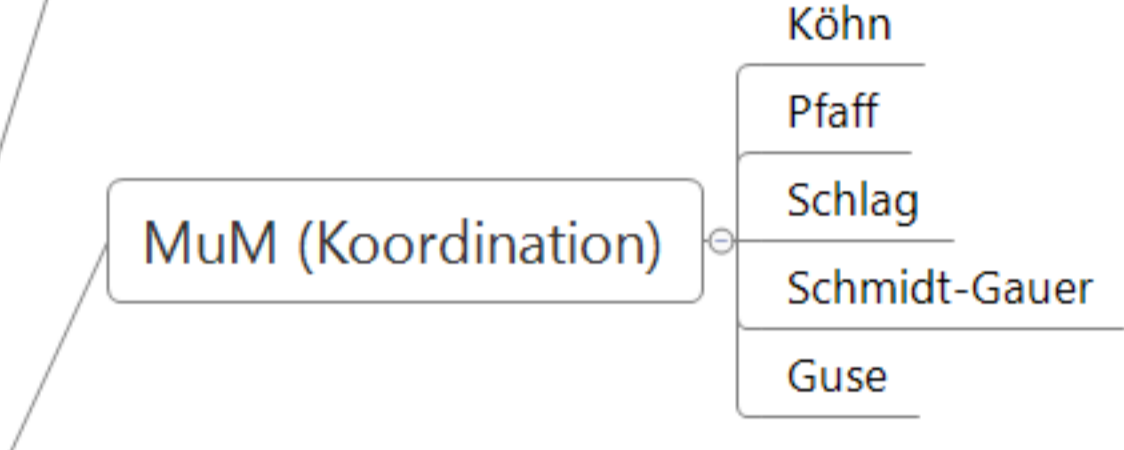 Köhn
Pfaff
Schlag
MuM (Koordination)
Schmidt-Gauer
Guse